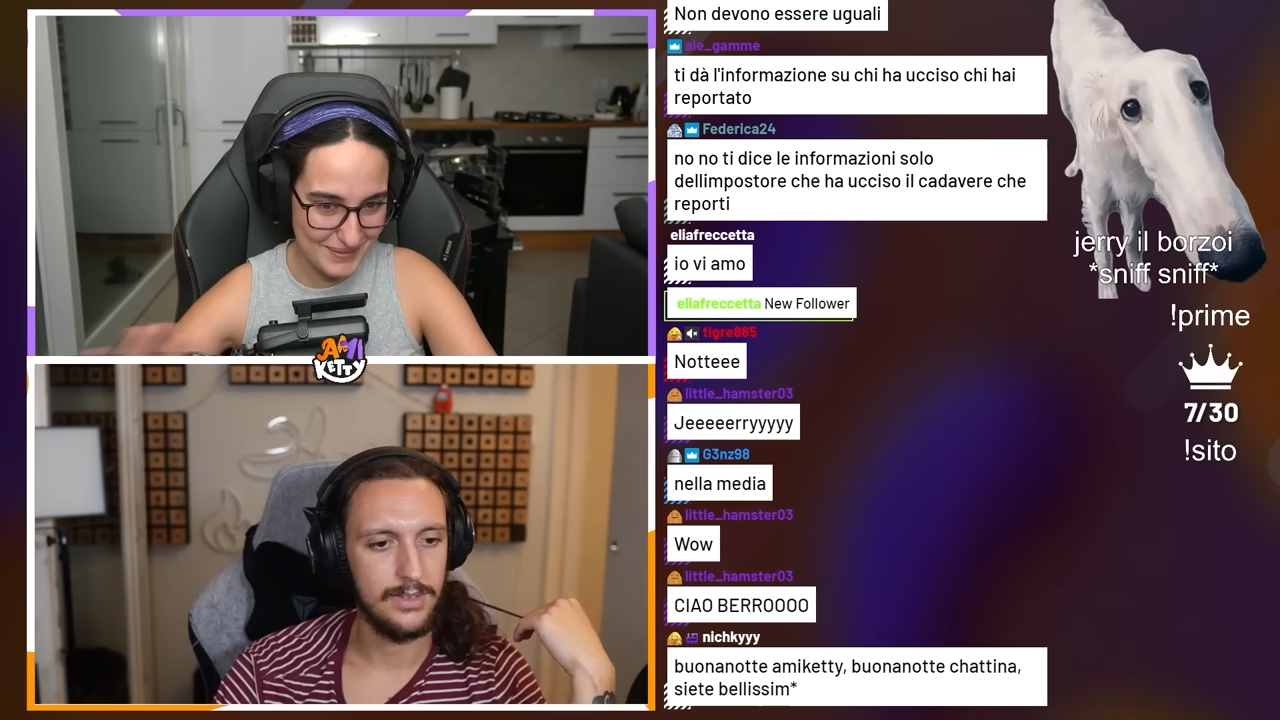 Non devono essere uguali
ale_gamme
ti dà l'informazione su chi ha ucciso chi hai
reportato
Federica24
no no ti dice le informazioni solo
dellimpostore che ha ucciso il cadavere che
reporti
eliafreccetta
io vi amo
eliafreccetta New Follower
tigre885
Notteee
little_hamster03
Jeeeeerryyyyy
G3nz98
nella media
little_hamster03
Wow
little_hamster03
CIAO BERROOOO
nichkyyy
buonanotte amiketty, buonanotte chattina,
siete bellissim*
jerry il borzoi
*sniff sniff*
!prime
7/30
!sito
AMI
KETTY